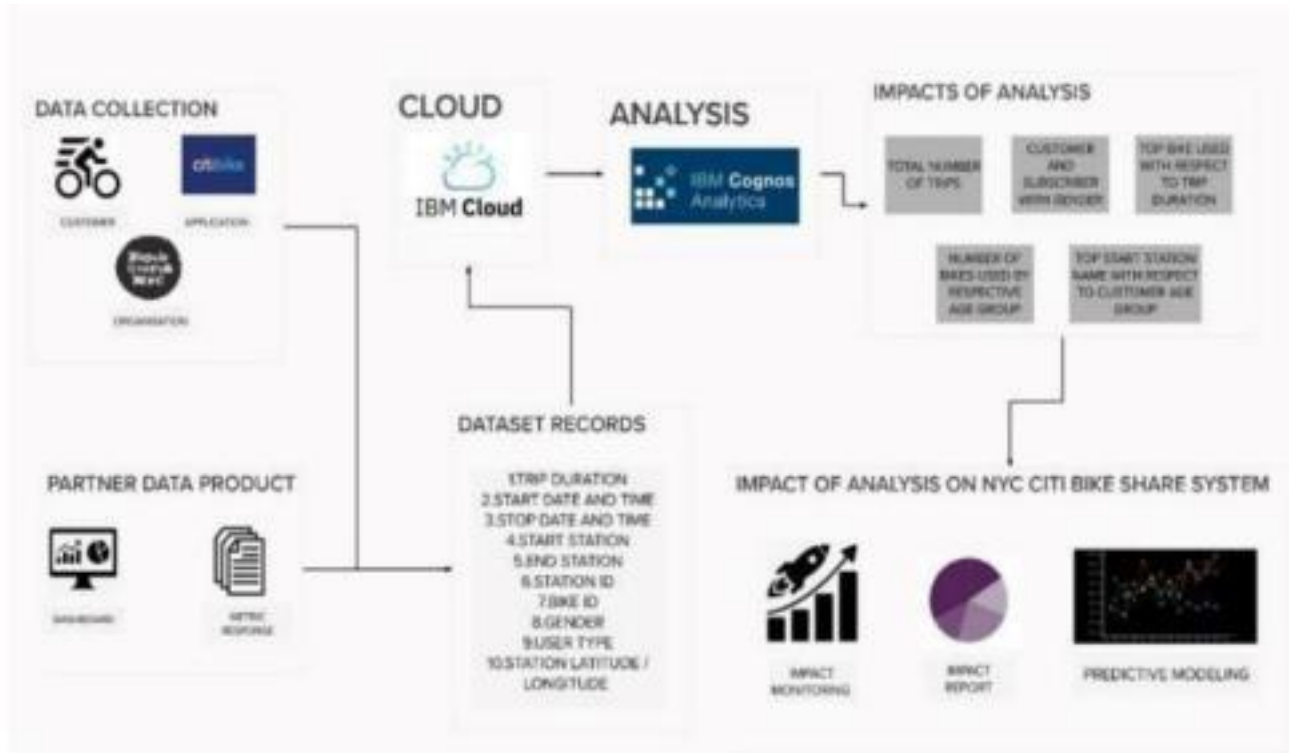 DATA COLLECTION
citibike
CUSTOMER
APPLICATION
ORGANISATION
CLOUD
IBM Cloud
ANALYSIS
IBM Cognos
Analytics
IMPACTS OF ANALYSIS
TOTAL NUMBER
OF TRIPS
CUSTOMER
AND
SUBSCRIBER
WITH GENDER
TOP BIKE USED
WITH RESPECT
TO TRIP
DURATION
NUMBER OF
BIKES USED BY
RESPECTIVE
AGE GROUP
TOP START STATION
NAME WITH RESPECT
TO CUSTOMER AGE
GROUP
PARTNER DATA PRODUCT
DASHBOARD
METRIC
RESPONSE
DATASET RECORDS
1.TRIP DURATION
2.START DATE AND TIME
3.STOP DATE AND TIME
4.START STATION
5.END STATION
6.STATION ID
7.BIKE ID
8.GENDER
9.USER TYPE
10.STATION LATITUDE /
LONGITUDE
IMPACT OF ANALYSIS ON NYC CITI BIKE SHARE SYSTEM
IMPACT
MONITORING
IMPACT
REPORT
PREDICTIVE MODELING